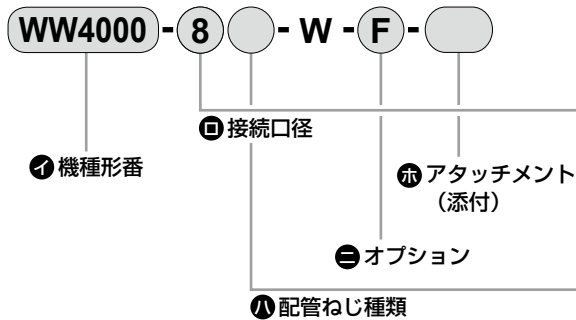 WW4000-8 - W - F -
ロ 接続口径
イ 機種形番
ホ アタッチメント
（添付）
ニ オプション
ハ 配管ねじ種類